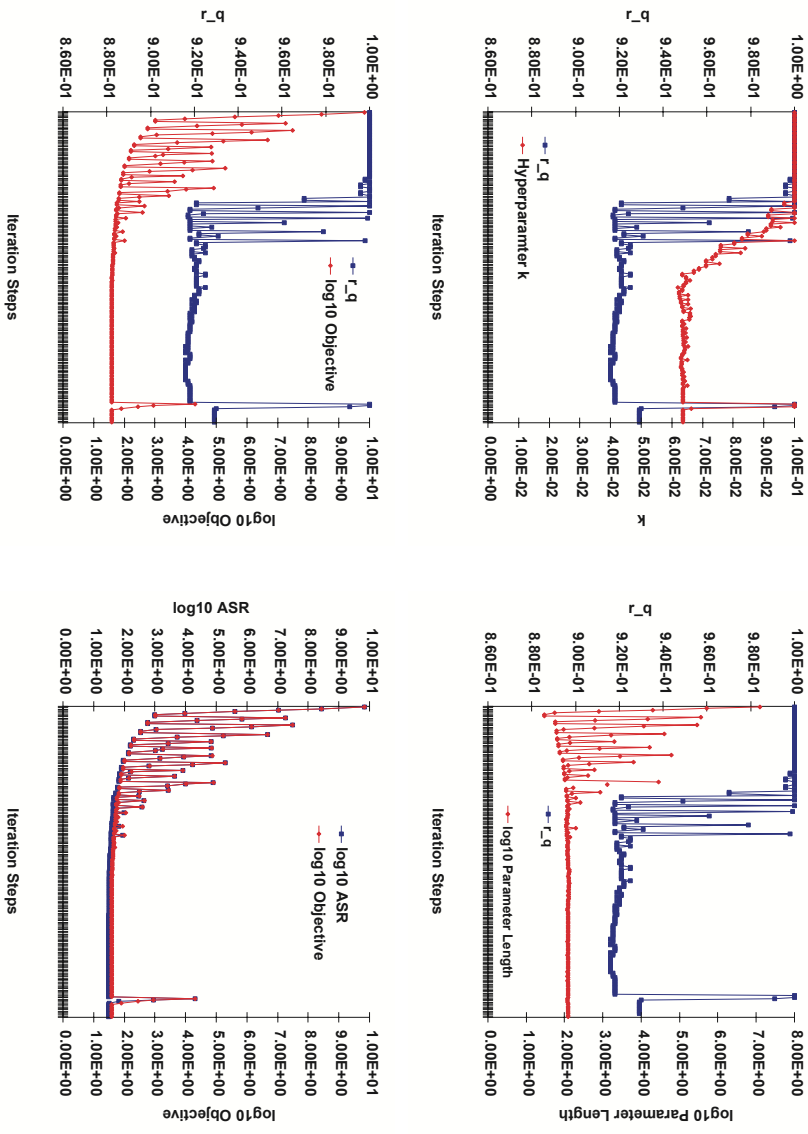 r_q
1.00E+00
9.80E-01
9.60E-01
9.40E-01
9.20E-01
9.00E-01
8.80E-01
8.60E-01
r_q
Hyperparamter k
1.00E-01
9.00E-02
8.00E-02
7.00E-02
6.00E-02
5.00E-02
4.00E-02
3.00E-02
2.00E-02
1.00E-02
0.00E+00
k
Iteration Steps
r_q
1.00E+00
9.80E-01
9.60E-01
9.40E-01
9.20E-01
9.00E-01
8.80E-01
8.60E-01
r_q
log10 Parameter Length
8.00E+00
7.00E+00
6.00E+00
5.00E+00
4.00E+00
3.00E+00
2.00E+00
1.00E+00
0.00E+00
log10 Parameter Length
Iteration Steps
r_q
1.00E+00
9.80E-01
9.60E-01
9.40E-01
9.20E-01
9.00E-01
8.80E-01
8.60E-01
r_q
log10 Objective
1.00E+01
9.00E+00
8.00E+00
7.00E+00
6.00E+00
5.00E+00
4.00E+00
3.00E+00
2.00E+00
1.00E+00
0.00E+00
log10 Objective
Iteration Steps
log10 ASR
1.00E+01
9.00E+00
8.00E+00
7.00E+00
6.00E+00
5.00E+00
4.00E+00
3.00E+00
2.00E+00
1.00E+00
0.00E+00
log10 ASR
log10 Objective
1.00E+01
9.00E+00
8.00E+00
7.00E+00
6.00E+00
5.00E+00
4.00E+00
3.00E+00
2.00E+00
1.00E+00
0.00E+00
log10 Objective
Iteration Steps